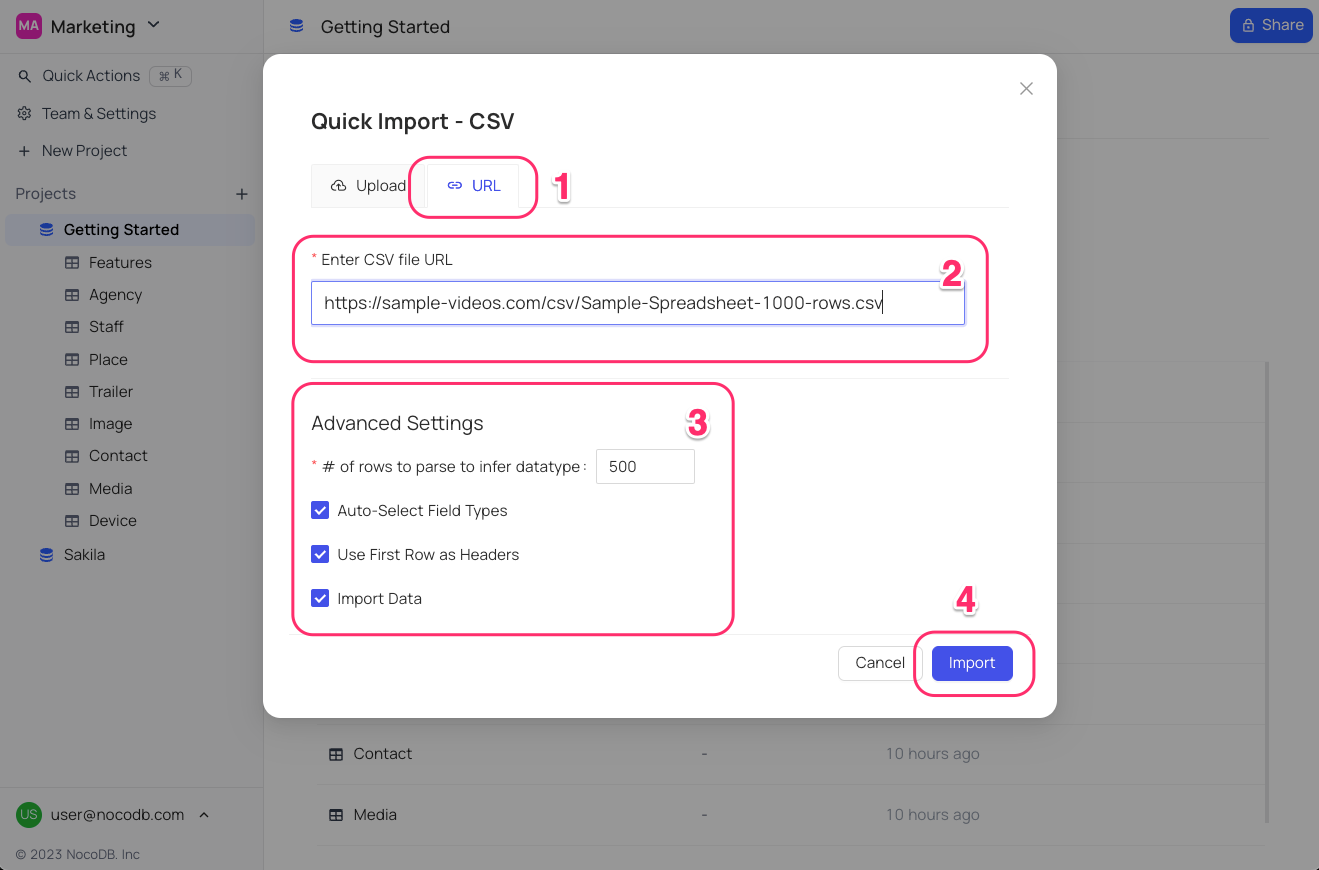 MA Marketing
Getting Started
Share
Quick Actions ⌘ K
Team & Settings
+ New Project
Projects +
Getting Started
Features
Agency
Staff
Place
Trailer
Image
Contact
Media
Device
Sakila
US user@nocodb.com
© 2023 NocoDB. Inc
Quick Import - CSV
Upload
URL
1
* Enter CSV file URL
2
https://sample-videos.com/csv/Sample-Spreadsheet-1000-rows.csv
Advanced Settings
3
* # of rows to parse to infer datatype : 500
Auto-Select Field Types
Use First Row as Headers
Import Data
4
Cancel
Import
Contact - 10 hours ago
Media - 10 hours ago